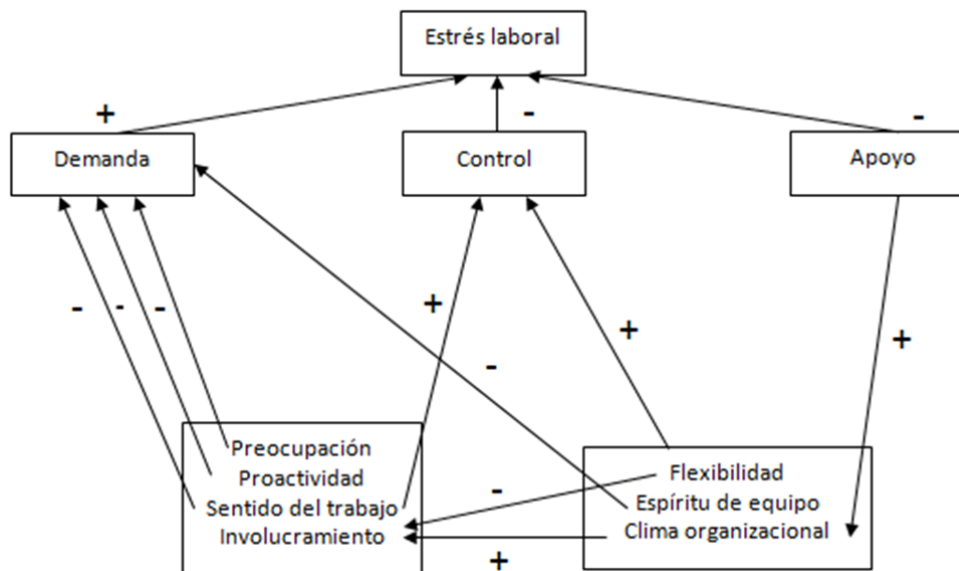 Estrés laboral
+
-
-
Demanda
Control
Apoyo
-
-
-
+
+
+
-
Preocupación
Proactividad
Sentido del trabajo
Involucramiento
Flexibilidad
Espíritu de equipo
Clima organizacional
-
+